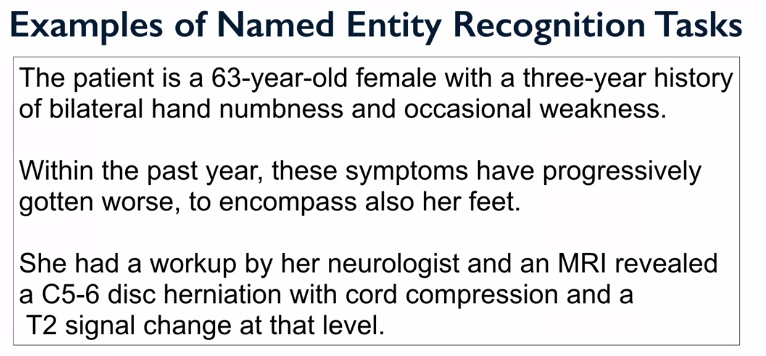 Examples of Named Entity Recognition Tasks
The patient is a 63-year-old female with a three-year history
of bilateral hand numbness and occasional weakness.
Within the past year, these symptoms have progressively
gotten worse, to encompass also her feet.
She had a workup by her neurologist and an MRI revealed
a C5-6 disc herniation with cord compression and a
T2 signal change at that level.